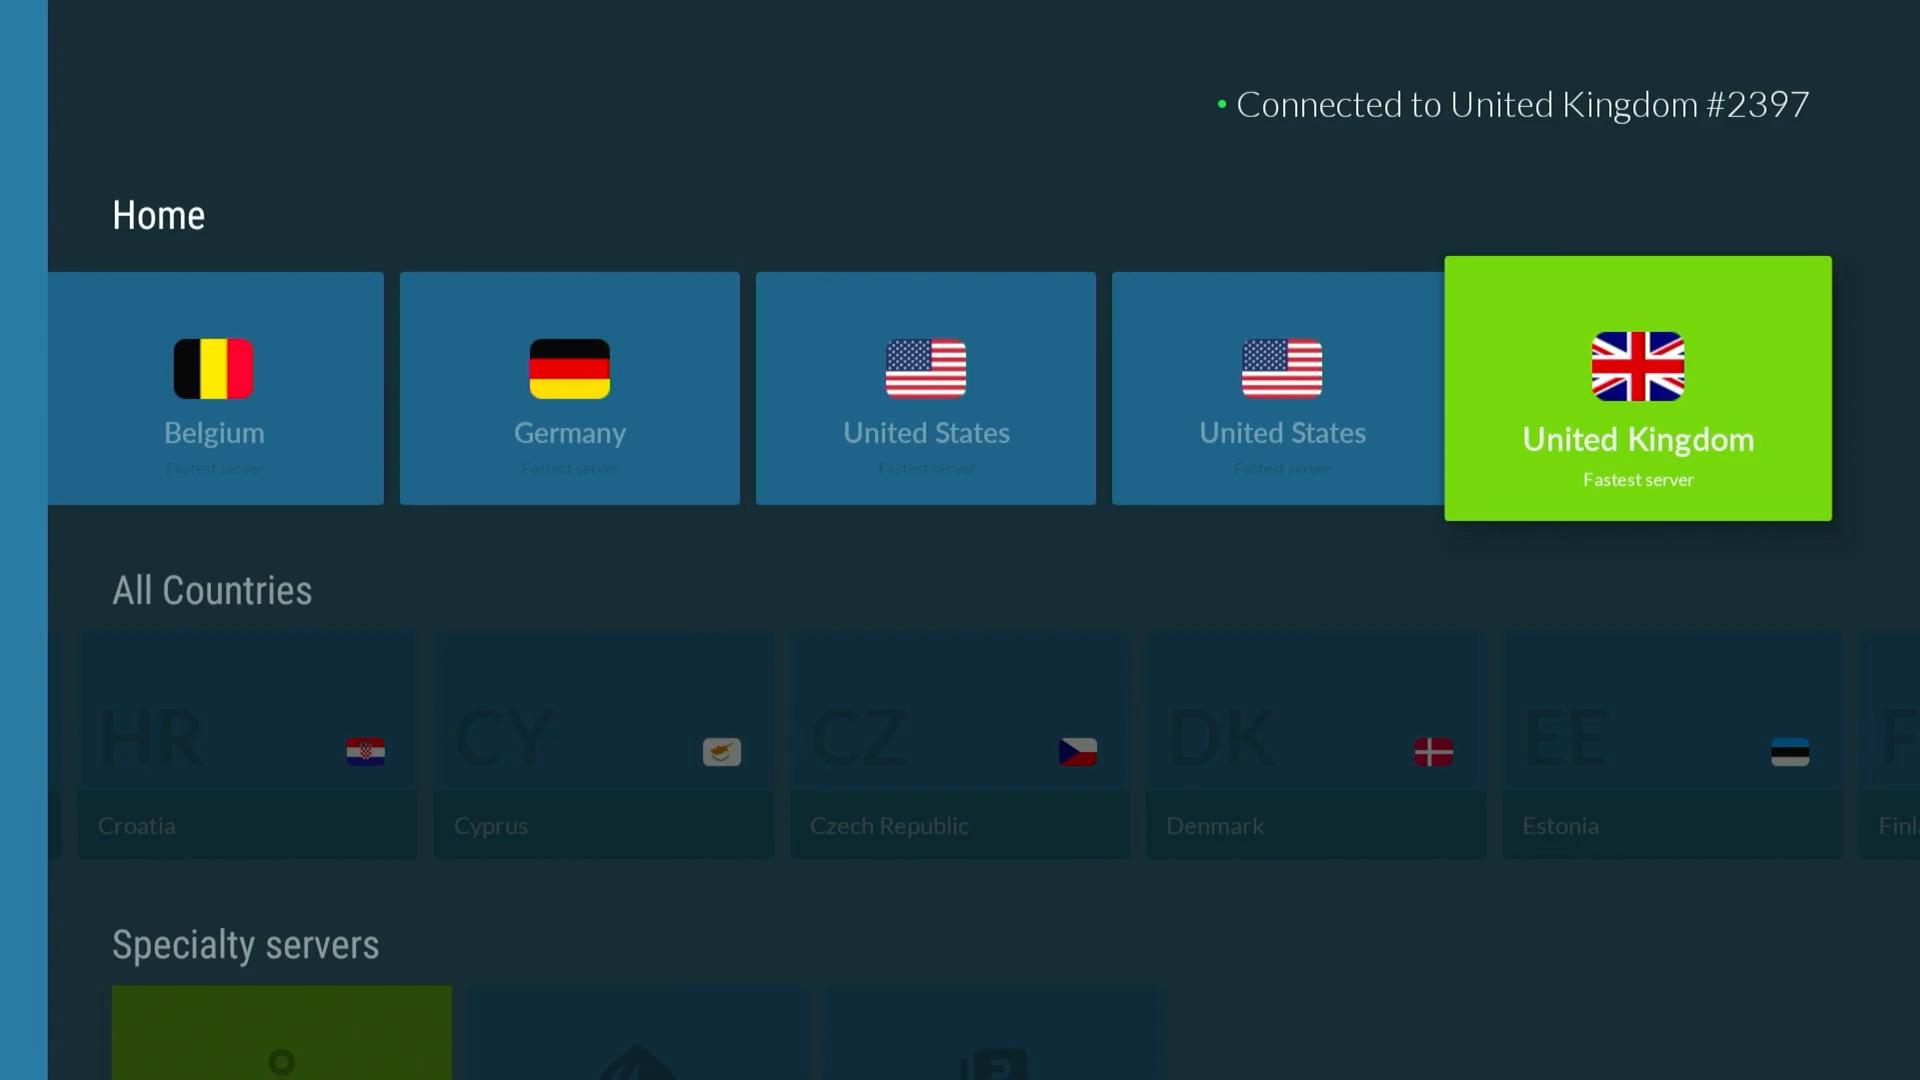 • Connected to United Kingdom #2397
Home
Belgium
Fastest server
Germany
Fastest server
United States
Fastest server
United States
Fastest server
United Kingdom
Fastest server
All Countries
HR
Croatia
CY
Cyprus
CZ
Czech Republic
DK
Denmark
EE
Estonia
F
Finl
Specialty servers